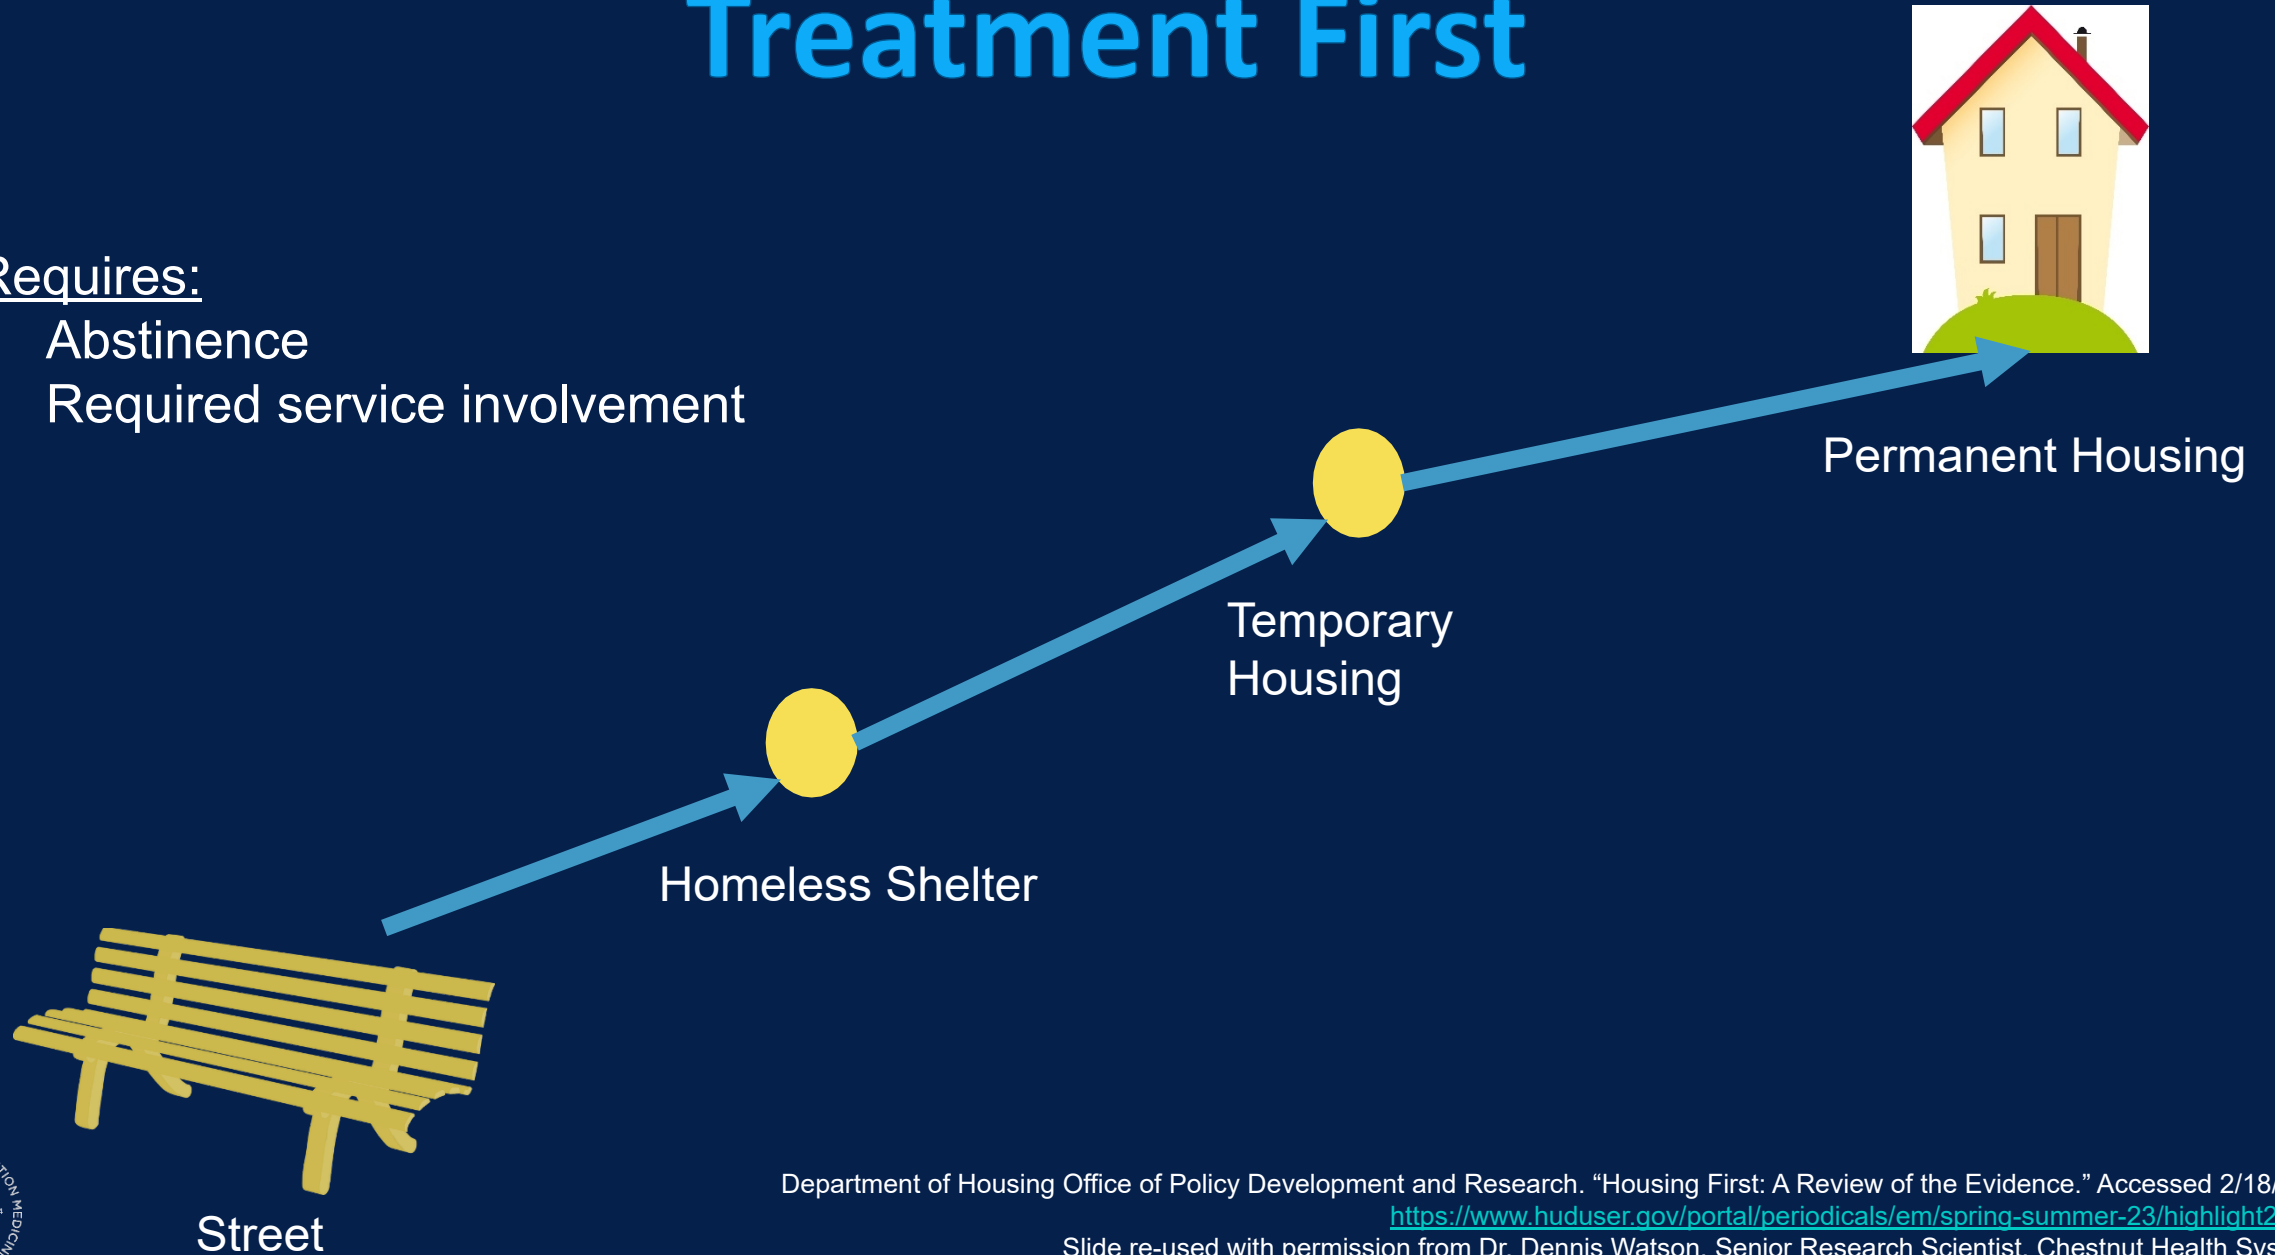 Treatment First
Requires:
Abstinence
Required service involvement
Permanent Housing
Temporary
Housing
Homeless Shelter
Street
Department of Housing Office of Policy Development and Research. “Housing First: A Review of the Evidence.” Accessed 2/18/
https://www.huduser.gov/portal/periodicals/em/spring-summer-23/highlight2
Slide re-used with permission from Dr. Dennis Watson, Senior Research Scientist, Chestnut Health Sys
MEDICIN